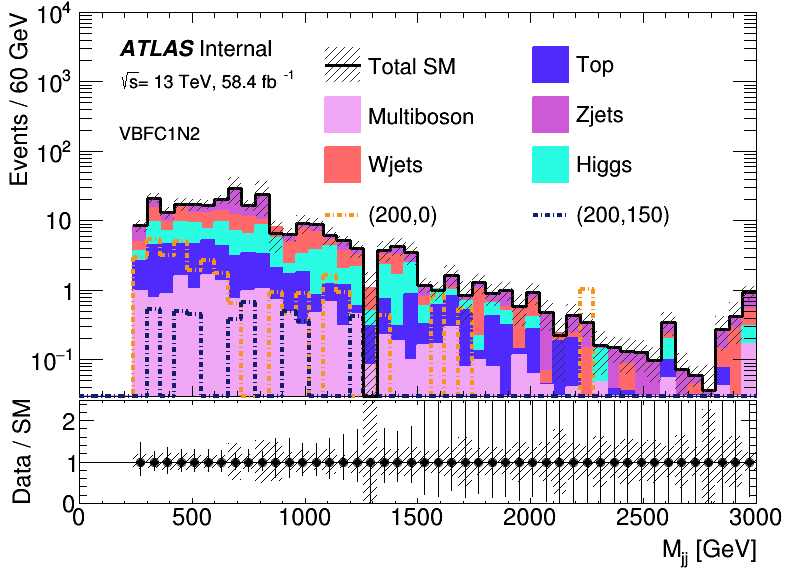 Events / 60 GeV
10⁴
10³
10²
10
1
10⁻¹
ATLAS Internal
√s= 13 TeV, 58.4 fb ⁻¹
VBFC1N2
Total SM
Top
Multiboson
Zjets
Wjets
Higgs
(200,0)
(200,150)
Data / SM
2
1
0
0 500 1000 1500 2000 2500 3000
Mjj [GeV]